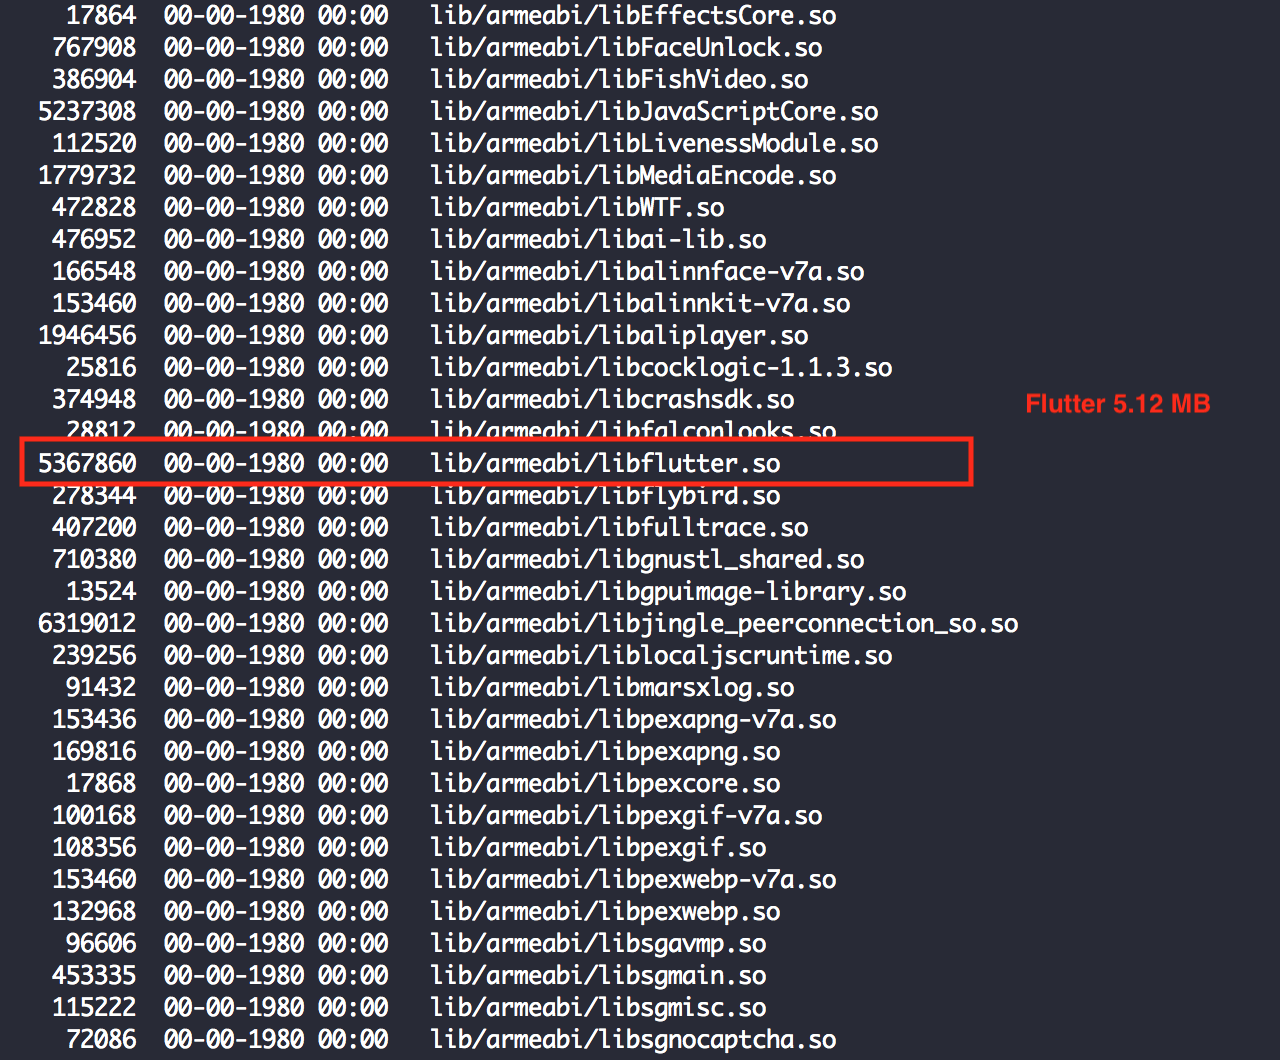 17864 00-00-1980 00:00 lib/armeabi/libEffectsCore.so
767908 00-00-1980 00:00 lib/armeabi/libFaceUnlock.so
386904 00-00-1980 00:00 lib/armeabi/libFishVideo.so
5237308 00-00-1980 00:00 lib/armeabi/libJavaScriptCore.so
112520 00-00-1980 00:00 lib/armeabi/libLivenessModule.so
1779732 00-00-1980 00:00 lib/armeabi/libMediaEncode.so
472828 00-00-1980 00:00 lib/armeabi/libWTF.so
476952 00-00-1980 00:00 lib/armeabi/libai-lib.so
166548 00-00-1980 00:00 lib/armeabi/libalinnface-v7a.so
153460 00-00-1980 00:00 lib/armeabi/libalinnkit-v7a.so
1946456 00-00-1980 00:00 lib/armeabi/libaliplayer.so
25816 00-00-1980 00:00 lib/armeabi/libcocklogic-1.1.3.so
374948 00-00-1980 00:00 lib/armeabi/libcrashsdk.so
Flutter 5.12 MB
28812 00-00-1980 00:00 lib/armeabi/libfalconlooks.so
5367860 00-00-1980 00:00 lib/armeabi/libflutter.so
278344 00-00-1980 00:00 lib/armeabi/libflybird.so
407200 00-00-1980 00:00 lib/armeabi/libfulltrace.so
710380 00-00-1980 00:00 lib/armeabi/libgnustl_shared.so
13524 00-00-1980 00:00 lib/armeabi/libgpuimage-library.so
6319012 00-00-1980 00:00 lib/armeabi/libjingle_peerconnection_so.so
239256 00-00-1980 00:00 lib/armeabi/liblocaljscruntime.so
91432 00-00-1980 00:00 lib/armeabi/libmarsxlog.so
153436 00-00-1980 00:00 lib/armeabi/libpexapng-v7a.so
169816 00-00-1980 00:00 lib/armeabi/libpexapng.so
17868 00-00-1980 00:00 lib/armeabi/libpexcore.so
100168 00-00-1980 00:00 lib/armeabi/libpexgif-v7a.so
108356 00-00-1980 00:00 lib/armeabi/libpexgif.so
153460 00-00-1980 00:00 lib/armeabi/libpexwebp-v7a.so
132968 00-00-1980 00:00 lib/armeabi/libpexwebp.so
96606 00-00-1980 00:00 lib/armeabi/libsgavmp.so
453335 00-00-1980 00:00 lib/armeabi/libsgmain.so
115222 00-00-1980 00:00 lib/armeabi/libsgmisc.so
72086 00-00-1980 00:00 lib/armeabi/libsgnocaptcha.so